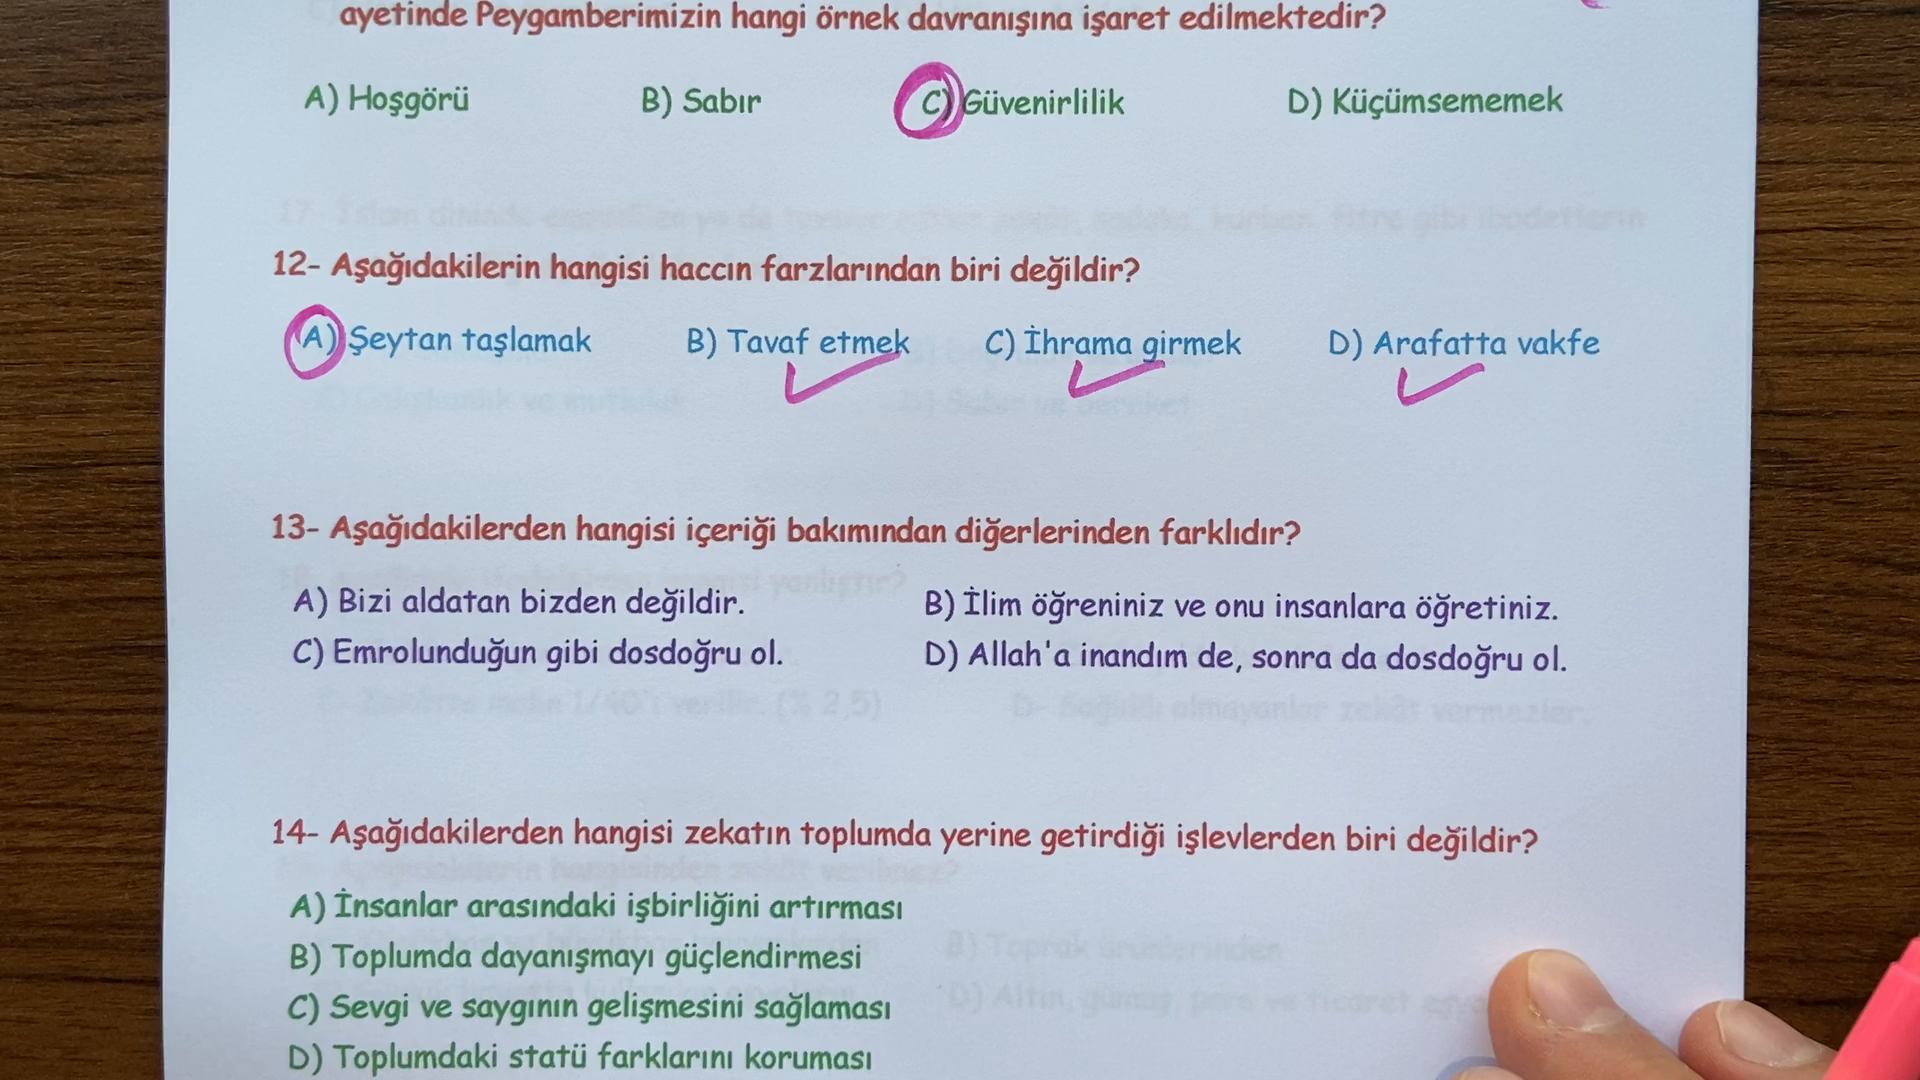 ayetinde Peygamberimizin hangi örnek davranışına işaret edilmektedir?
A) Hoşgörü B) Sabır C) Güvenirlilik D) Küçümsememek
12- Aşağıdakilerin hangisi haccın farzlarından biri değildir?
A) Şeytan taşlamak B) Tavaf etmek C) İhrama girmek D) Arafatta vakfe
13- Aşağıdakilerden hangisi içeriği bakımından diğerlerinden farklıdır?
A) Bizi aldatan bizden değildir. B) İlim öğreniniz ve onu insanlara öğretiniz.
C) Emrolunduğun gibi dosdoğru ol. D) Allah'a inandım de, sonra da dosdoğru ol.
14- Aşağıdakilerden hangisi zekatın toplumda yerine getirdiği işlevlerden biri değildir?
A) İnsanlar arasındaki işbirliğini artırması
B) Toplumda dayanışmayı güçlendirmesi
C) Sevgi ve saygının gelişmesini sağlaması
D) Toplumdaki statü farklarını koruması